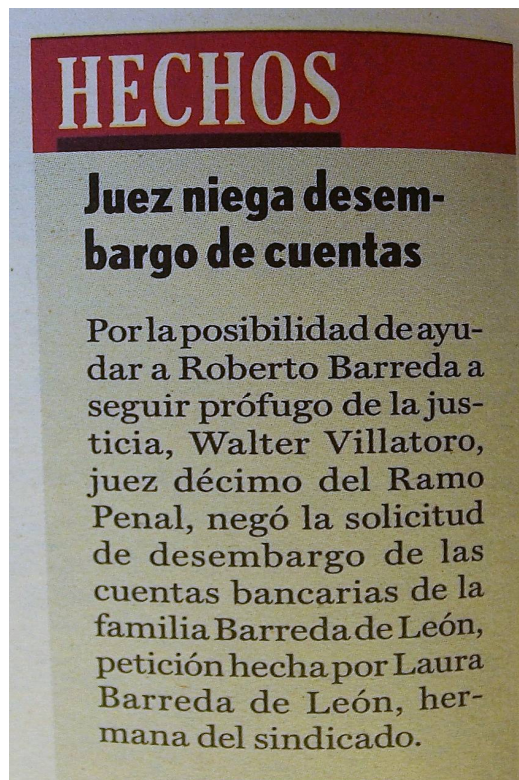 HECHOS
Juez niega desem-
bargo de cuentas
Por la posibilidad de ayu-
dar a Roberto Barreda a
seguir prófugo de la jus-
ticia, Walter Villatoro,
juez décimo del Ramo
Penal, negó la solicitud
de desembargo de las
cuentas bancarias de la
familia Barreda de León,
petición hecha por Laura
Barreda de León, her-
mana del sindicado.